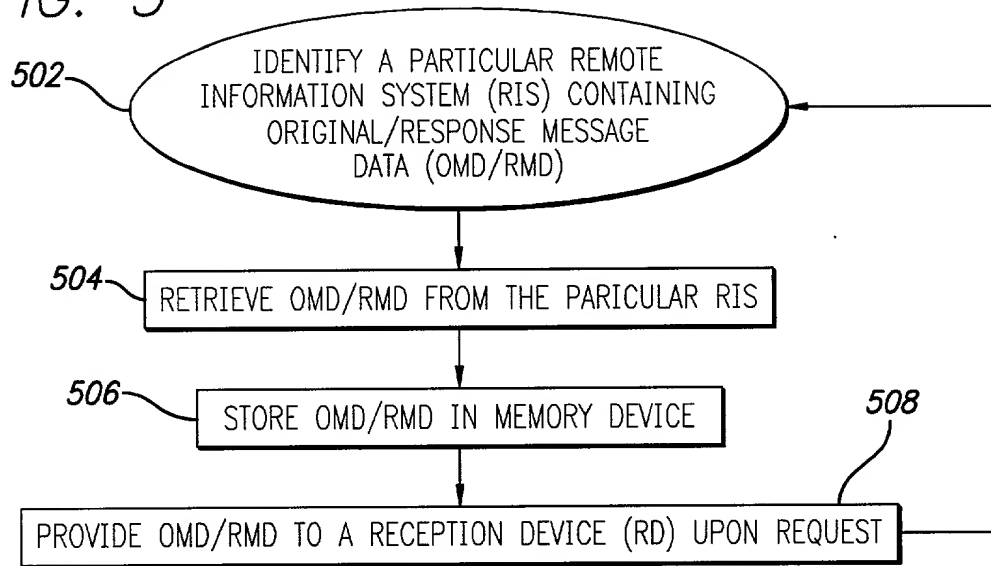 FIG. 5
502
IDENTIFY A PARTICULAR REMOTE
INFORMATION SYSTEM (RIS) CONTAINING
ORIGINAL/RESPONSE MESSAGE
DATA (OMD/RMD)
504
RETRIEVE OMD/RMD FROM THE PARICULAR RIS
506
STORE OMD/RMD IN MEMORY DEVICE
508
PROVIDE OMD/RMD TO A RECEPTION DEVICE (RD) UPON REQUEST